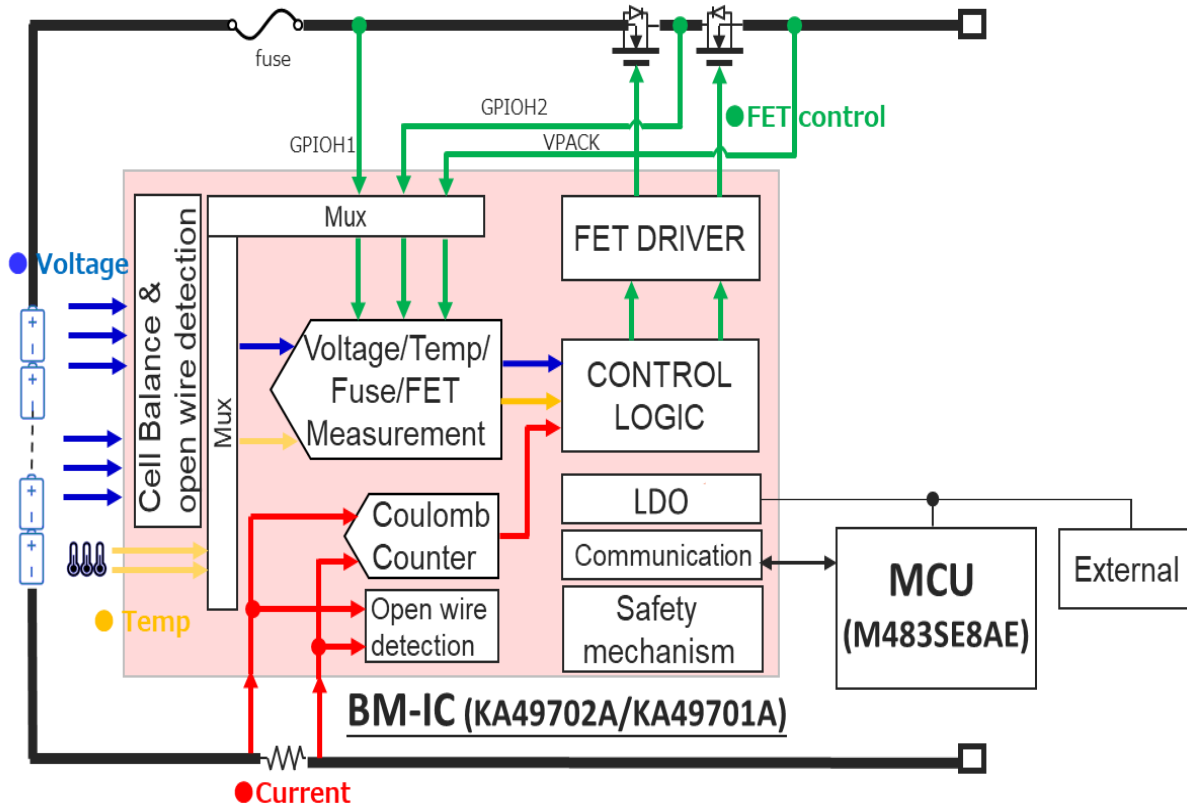 fuse
GPIOH2
FET control
GPIOH1
VPACK
Mux
FET DRIVER
Voltage
Cell Balance &
open wire detection
Mux
Voltage/Temp/
Fuse/FET
Measurement
CONTROL
LOGIC
LDO
Coulomb
Counter
Communication
MCU
(M483SE8AE)
External
Temp
Open wire
detection
Safety
mechanism
BM-IC (KA49702A/KA49701A)
Current